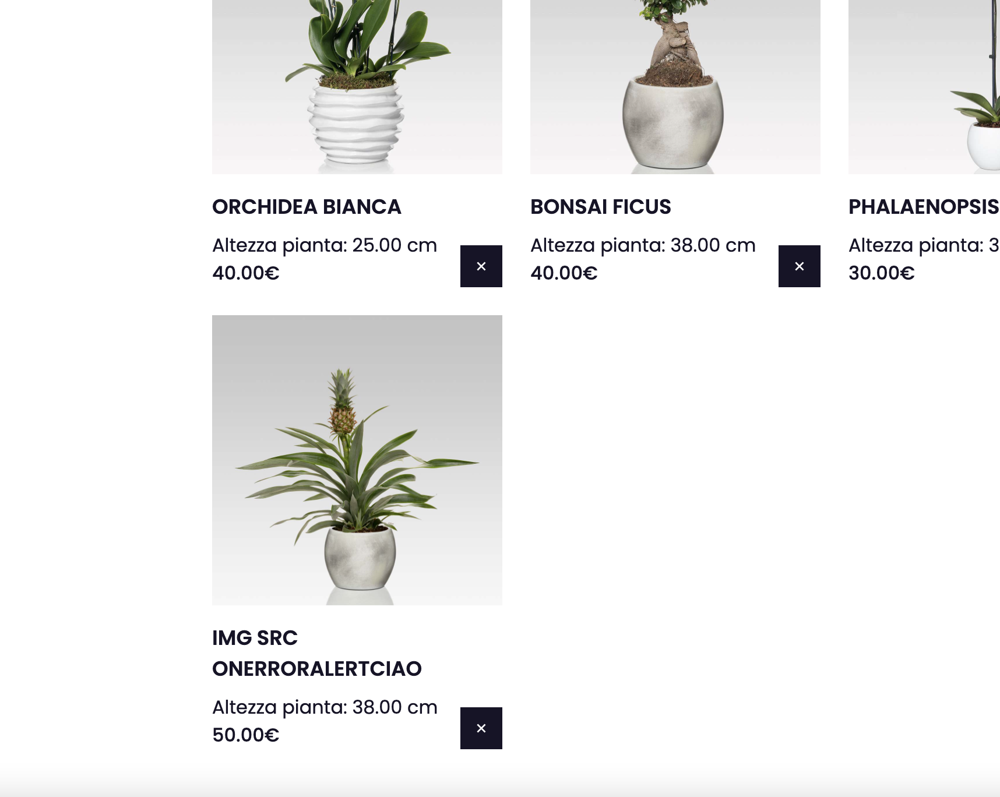 ORCHIDEA BIANCA
Altezza pianta: 25.00 cm
40.00€
BONSAI FICUS
Altezza pianta: 38.00 cm
40.00€
PHALAENOPSIS
Altezza pianta: 3
30.00€
IMG SRC
ONERRORALERTCIAO
Altezza pianta: 38.00 cm
50.00€